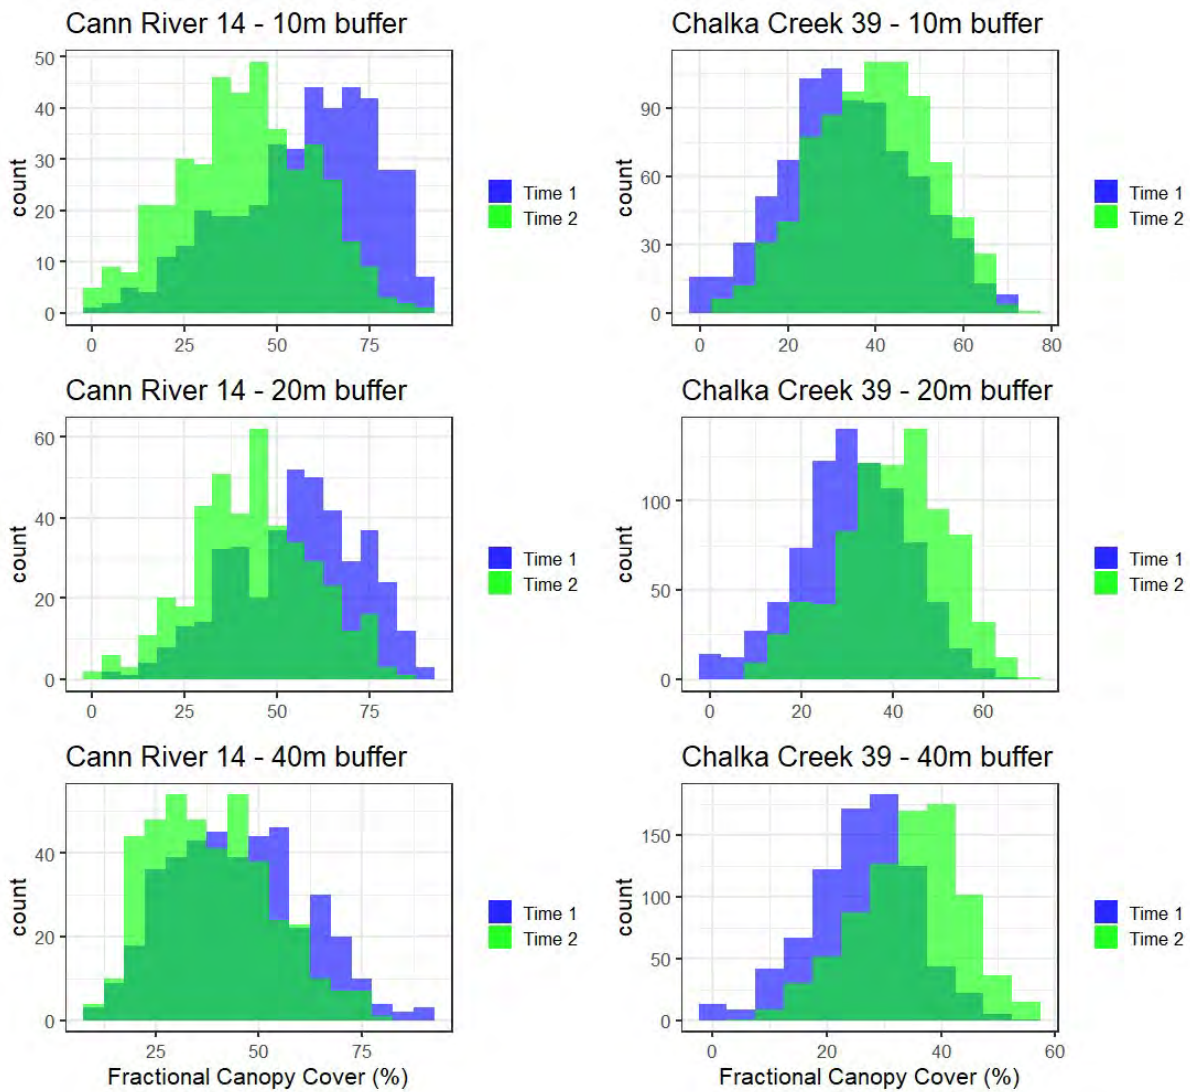 Cann River 14 - 10m buffer
50
40
30
20
10
0
count
0 25 50 75
Time 1
Time 2
Chalka Creek 39 - 10m buffer
90
60
30
0
count
0 20 40 60 80
Time 1
Time 2
Cann River 14 - 20m buffer
60
40
20
0
count
0 25 50 75
Time 1
Time 2
Chalka Creek 39 - 20m buffer
100
50
0
count
0 20 40 60
Time 1
Time 2
Cann River 14 - 40m buffer
40
20
0
count
25 50 75
Fractional Canopy Cover (%)
Time 1
Time 2
Chalka Creek 39 - 40m buffer
150
100
50
0
count
0 20 40 60
Fractional Canopy Cover (%)
Time 1
Time 2